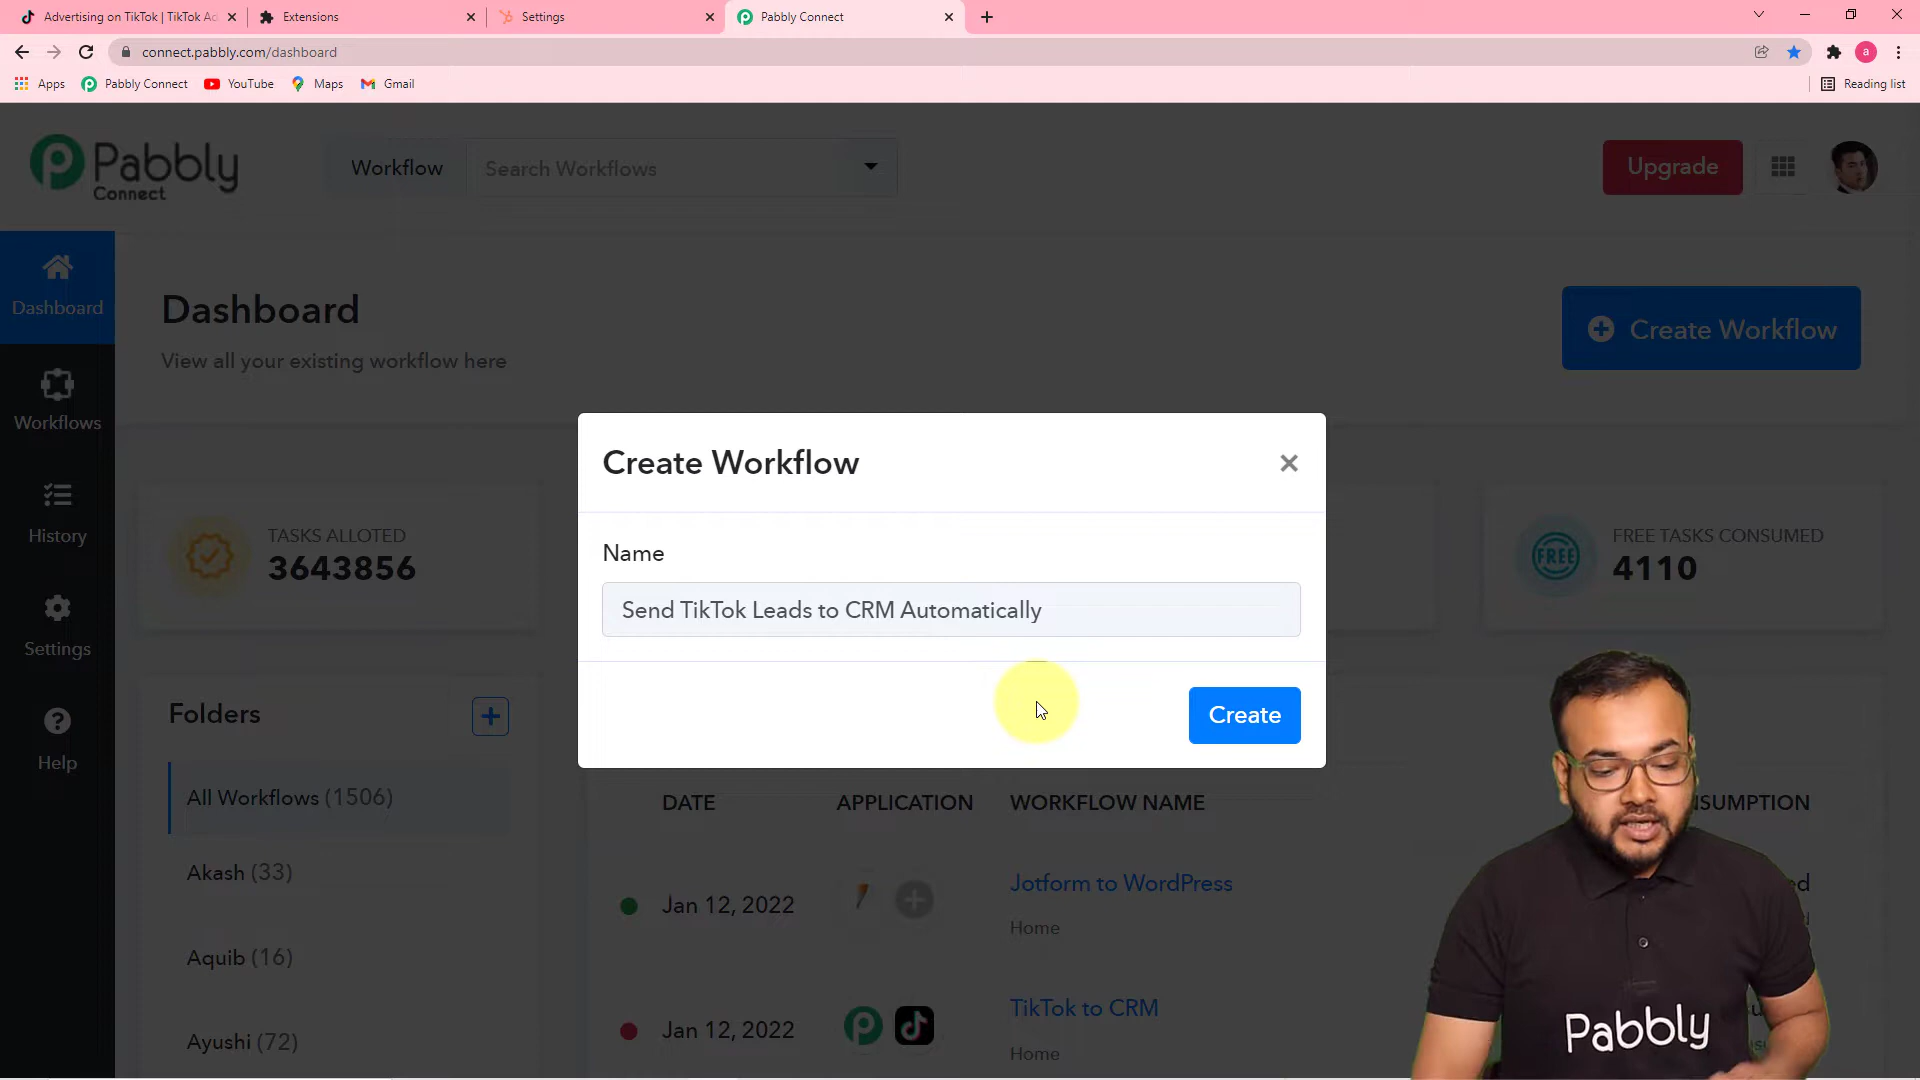 Advertising on TikTok | TikTok Ad
Extensions
Settings
Pabbly Connect
connect.pabbly.com/dashboard
Apps
Pabbly Connect
YouTube
Maps
Gmail
Reading list
Pabbly
Connect
Workflow
Search Workflows
Upgrade
a
Dashboard
Workflows
History
Settings
Help
Dashboard
View all your existing workflow here
Create Workflow
TASKS ALLOTED
3643856
FREE
FREE TASKS CONSUMED
4110
Create Workflow
Name
Send TikTok Leads to CRM Automatically
Create
Folders
All Workflows (1506)
Akash (33)
Aquib (16)
Ayushi (72)
DATE
APPLICATION
WORKFLOW NAME
Jan 12, 2022
Jotform to WordPress
Home
Jan 12, 2022
TikTok to CRM
Home
Pabbly